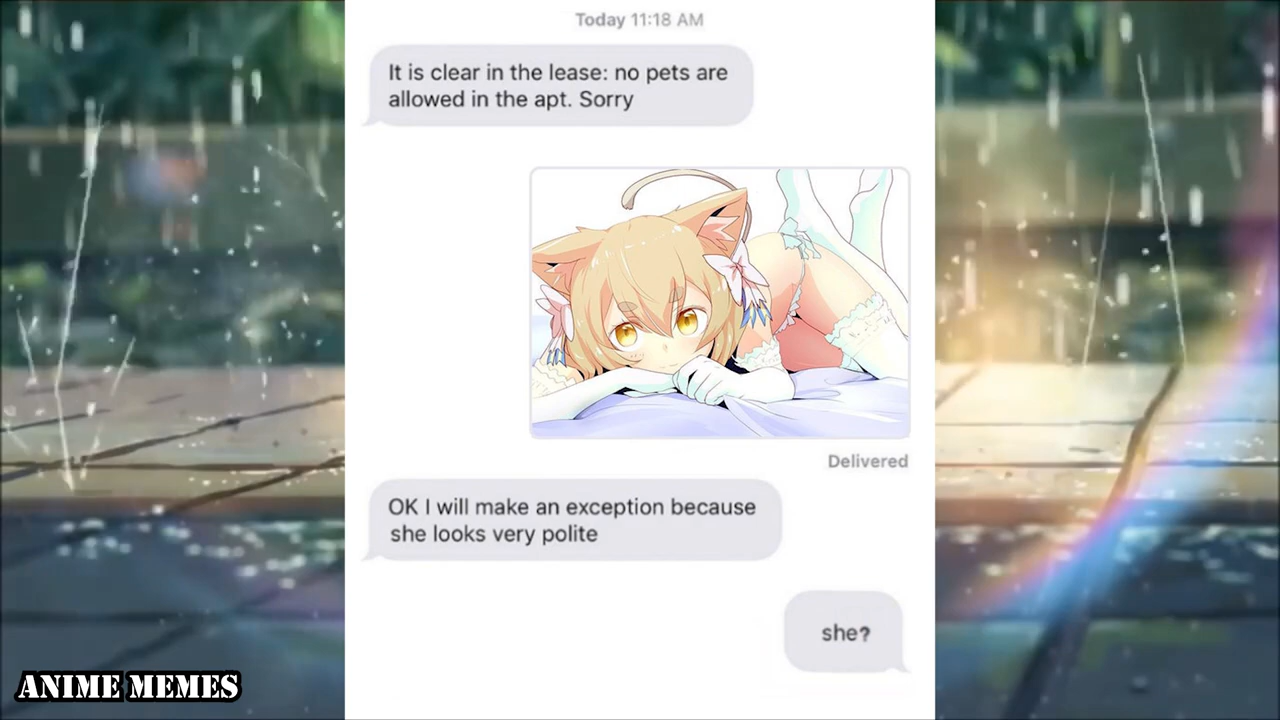 Today 11:18 AM
It is clear in the lease: no pets are
allowed in the apt. Sorry
Delivered
OK I will make an exception because
she looks very polite
she?
ANIME MEMES